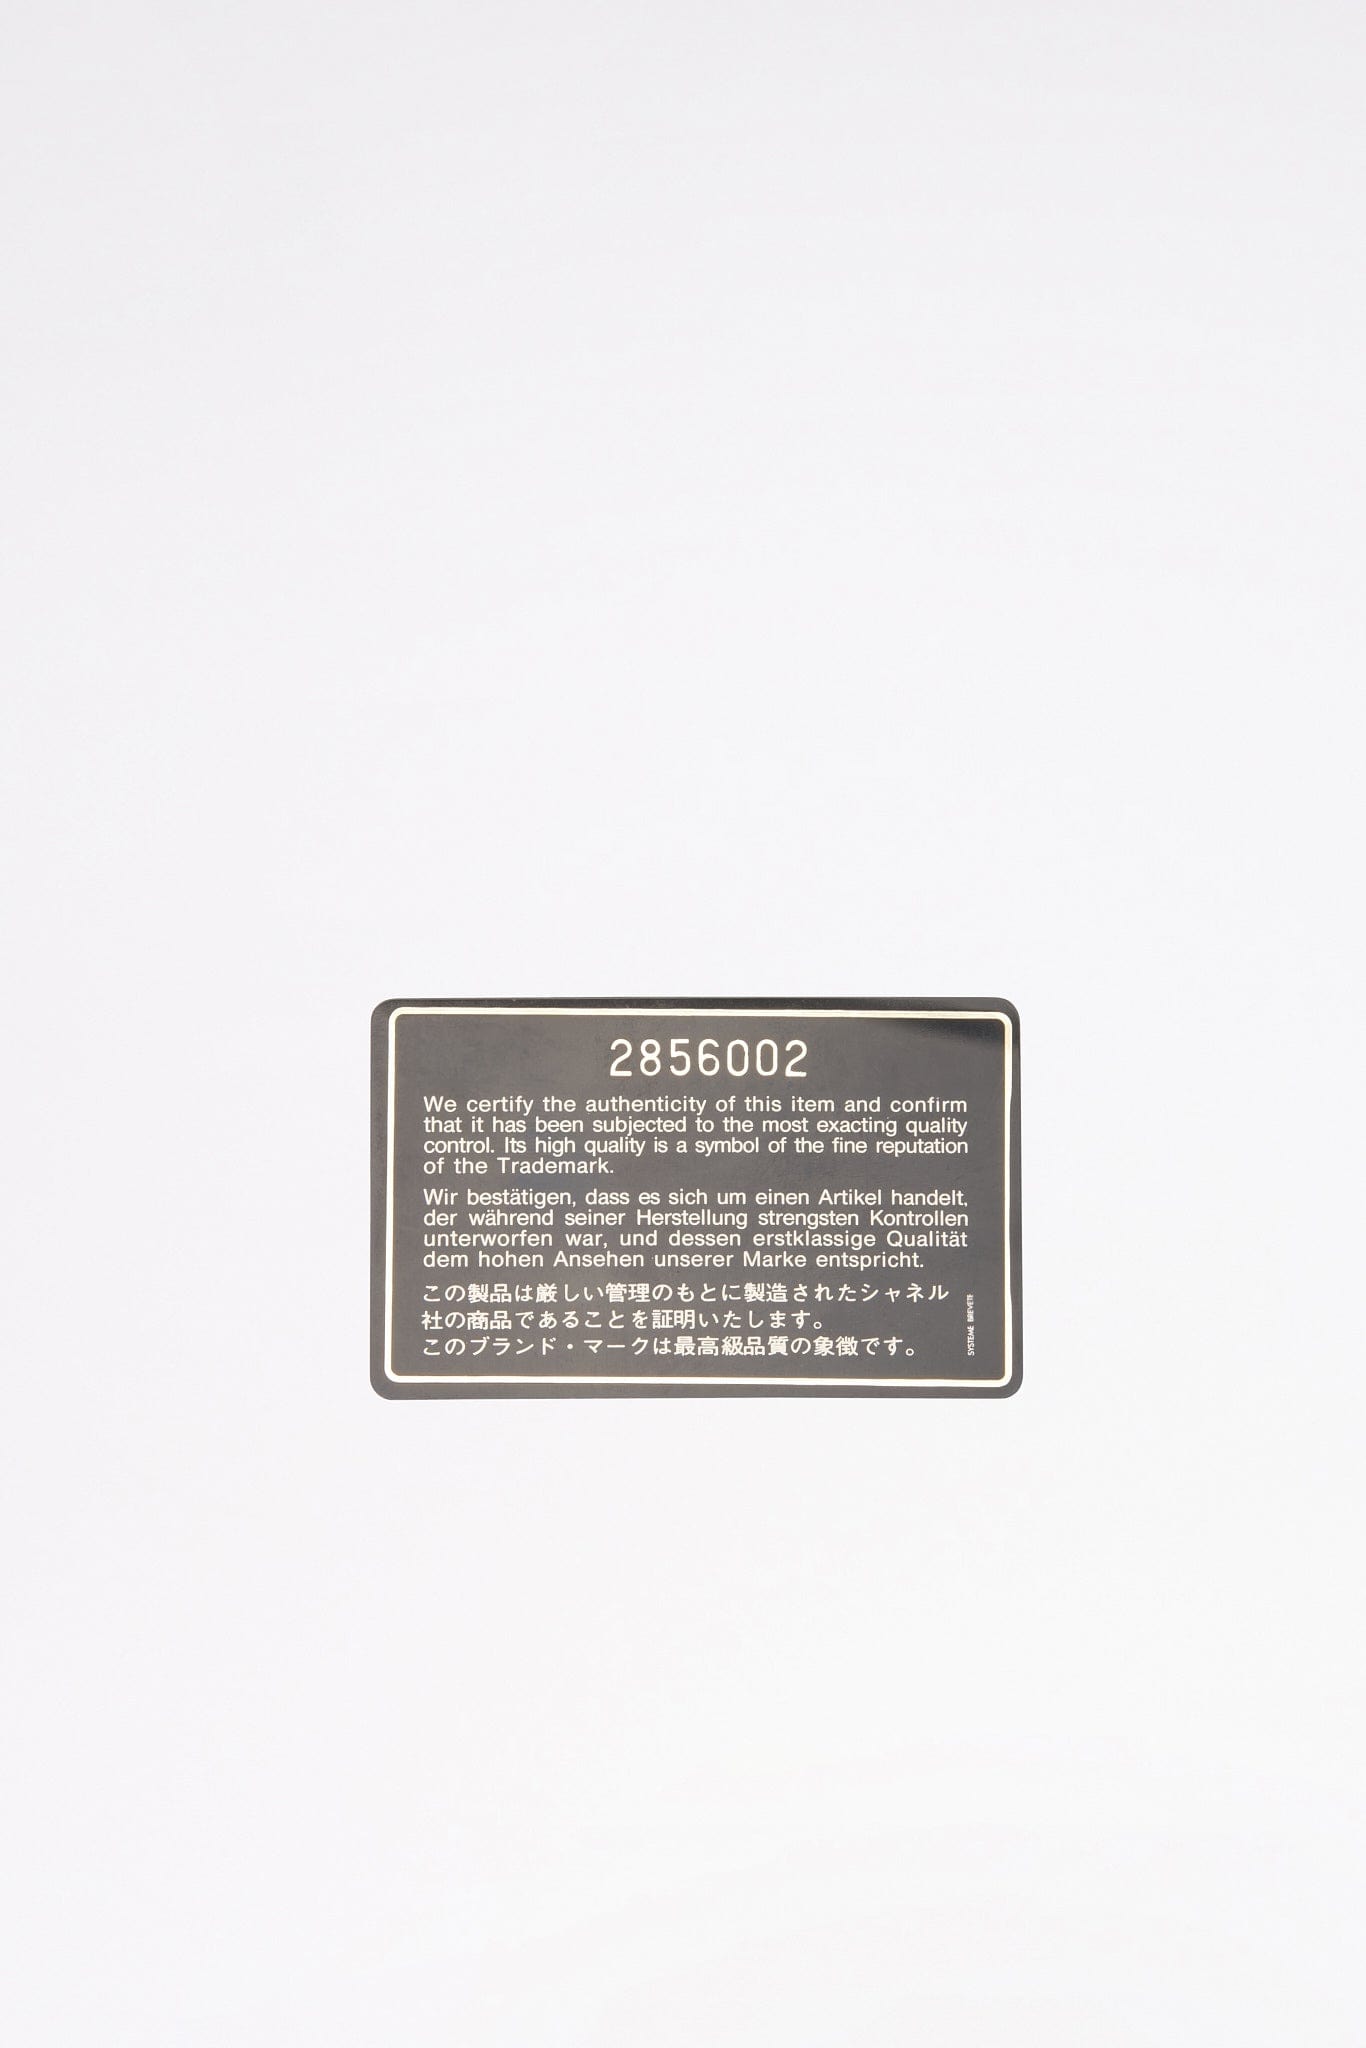 2856002
We certify the authenticity of this item and confirm
that it has been subjected to the most exacting quality
control. Its high quality is a symbol of the fine reputation
of the Trademark.
Wir bestätigen, dass es sich um einen Artikel handelt,
der während seiner Herstellung strengsten Kontrollen
unterworfen war, und dessen erstklassige Qualität
dem hohen Ansehen unserer Marke entspricht.
この製品は厳しい管理のもとに製造されたシャネル
社の商品であることを証明いたします。
このブランド・マークは最高級品質の象徴です。
SYSTEME BREVETE